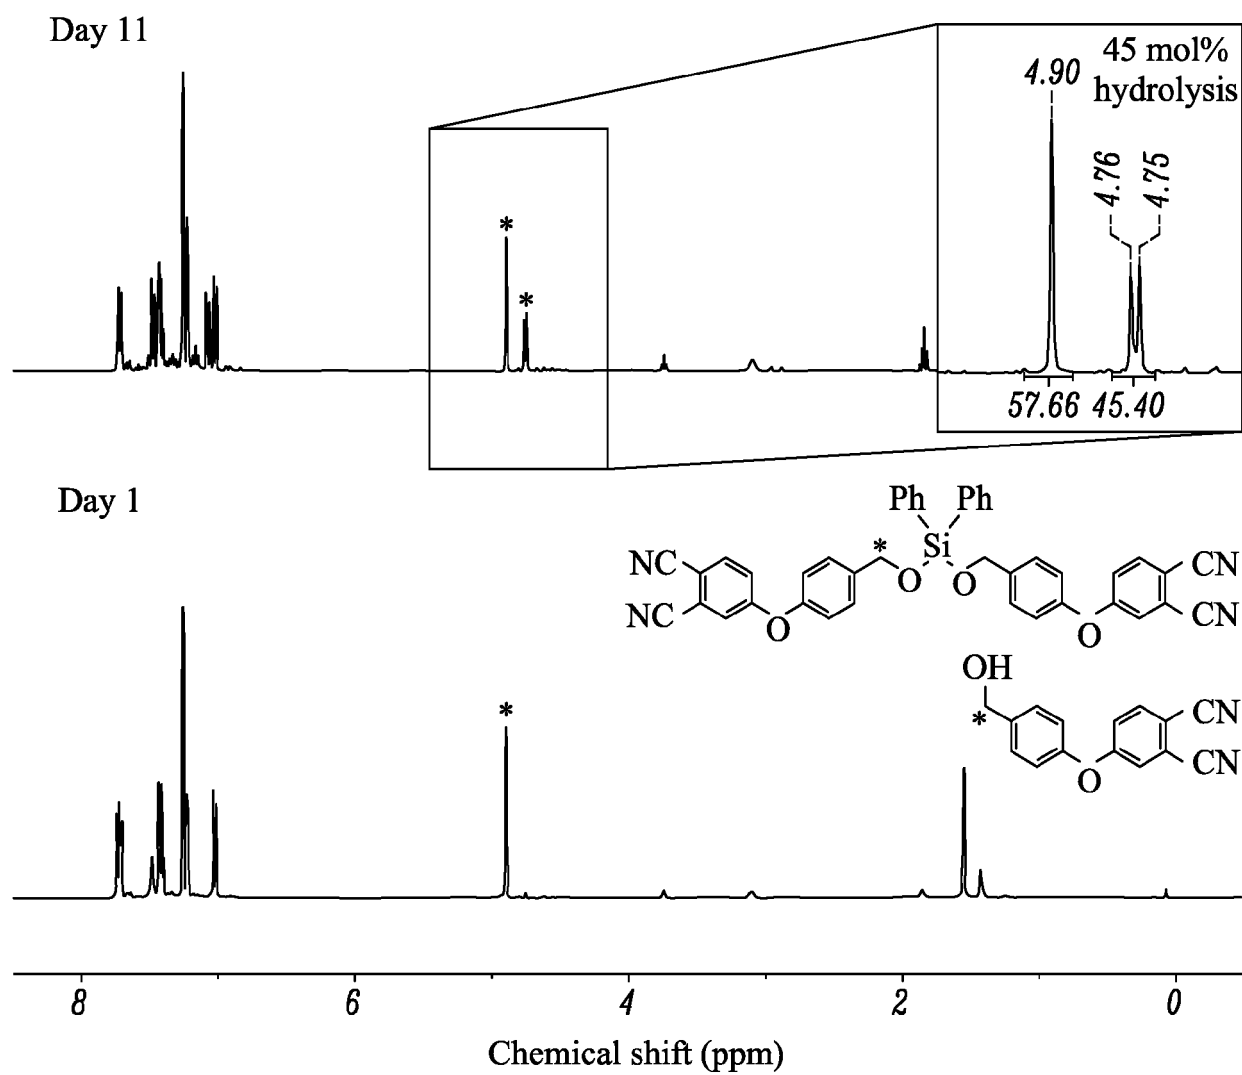 Day 11
45 mol%
hydrolysis
4.90
4.76
4.75
57.66 45.40
*
*
Day 1
Ph Ph
Si
*
NC
O
O
CN
NC
O
O
CN
OH
*
*
CN
O
CN
8
6
4
2
0
Chemical shift (ppm)